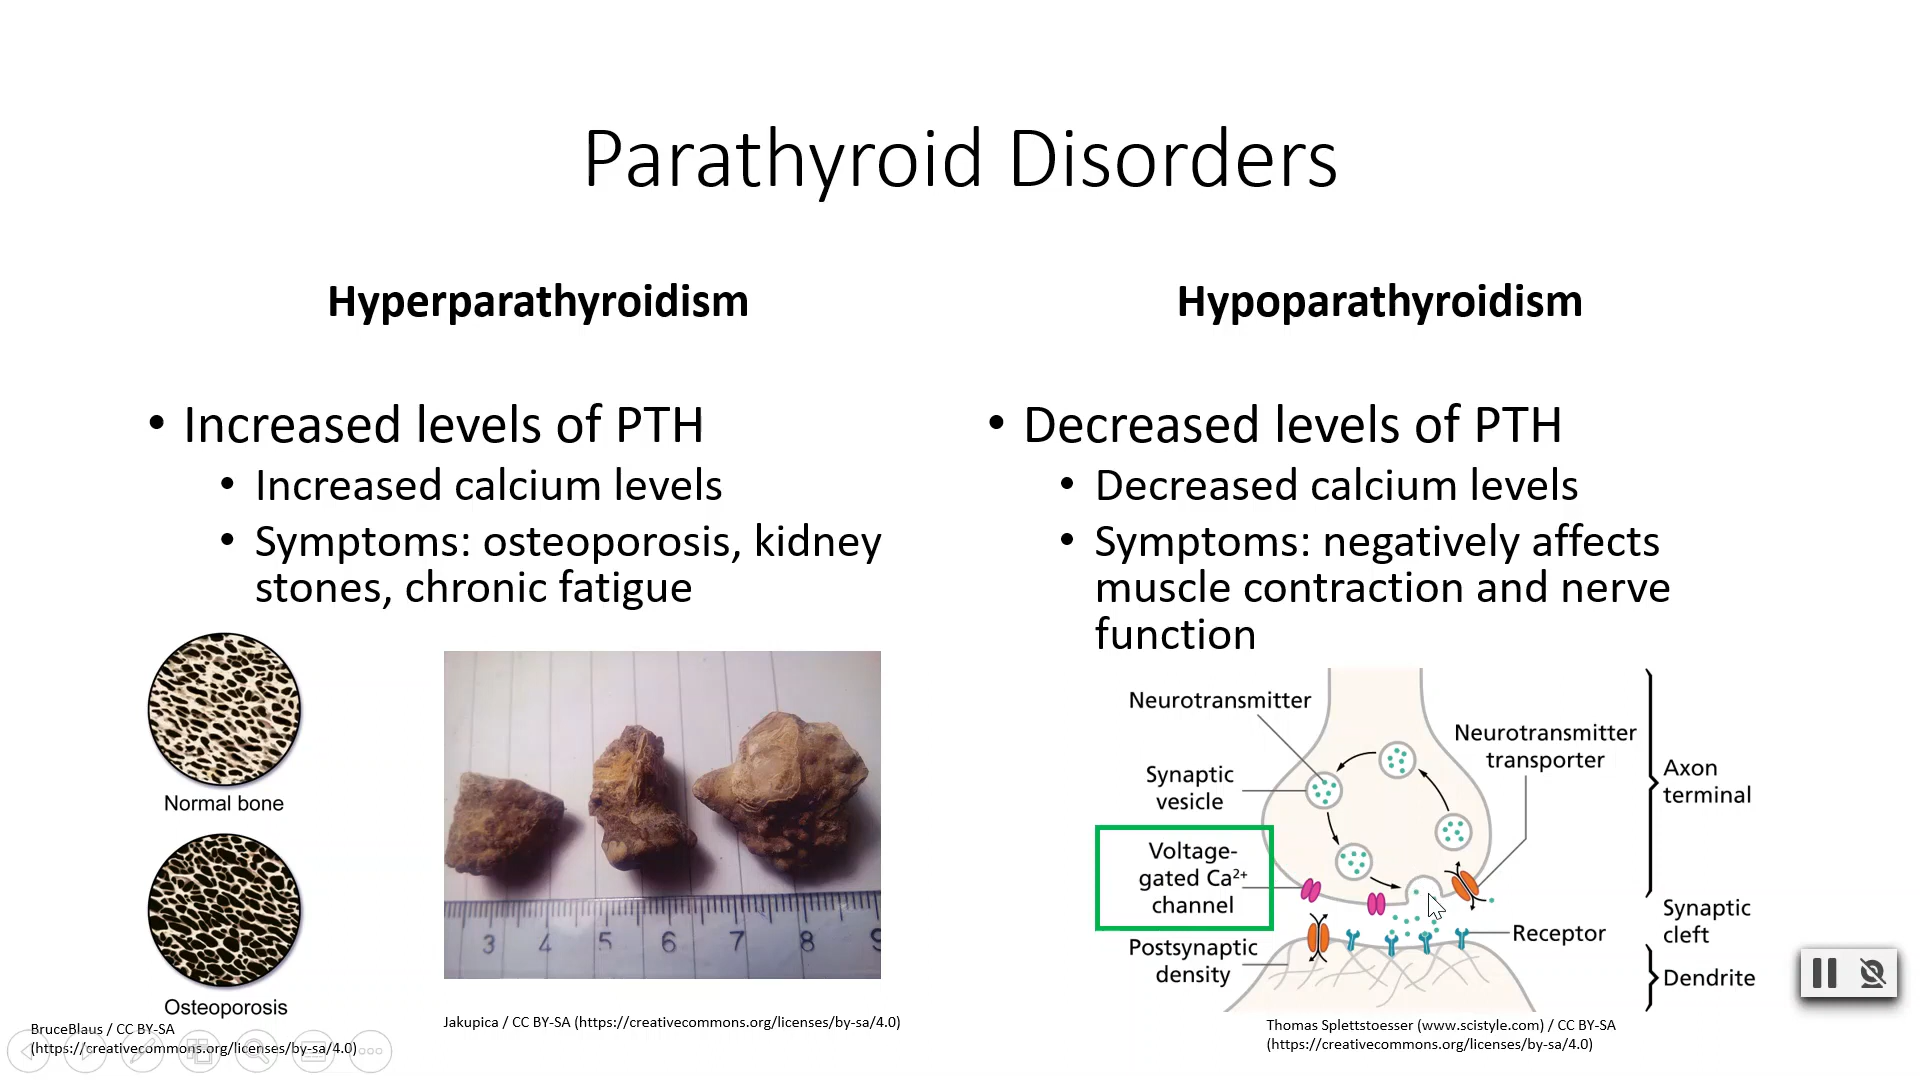 Parathyroid Disorders
Hyperparathyroidism
• Increased levels of PTH
• Increased calcium levels
• Symptoms: osteoporosis, kidney
stones, chronic fatigue
Normal bone
Osteoporosis
BruceBlaus / CC BY-SA
(https://creativecommons.org/licenses/by-sa/4.0)
3 4 5 6 7 8 9
Jakupica / CC BY-SA (https://creativecommons.org/licenses/by-sa/4.0)
Hypoparathyroidism
• Decreased levels of PTH
• Decreased calcium levels
• Symptoms: negatively affects
muscle contraction and nerve
function
Neurotransmitter
Synaptic
vesicle
Voltage-
gated Ca²⁺
channel
Postsynaptic
density
Neurotransmitter
transporter
Receptor
Axon
terminal
Synaptic
cleft
Dendrite
Thomas Splettstoesser (www.scistyle.com) / CC BY-SA
(https://creativecommons.org/licenses/by-sa/4.0)